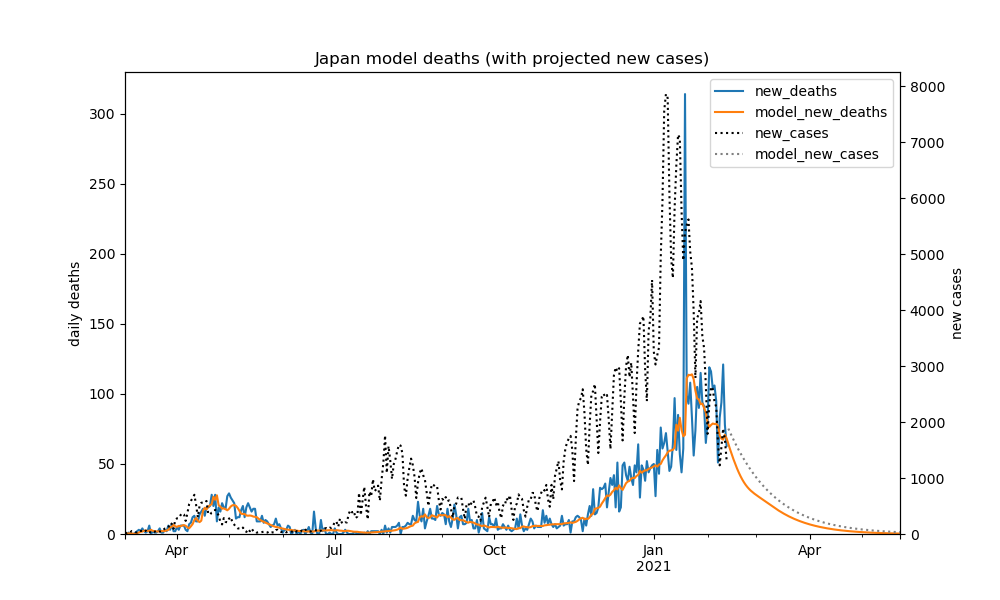 Japan model deaths (with projected new cases)
new_deaths
model_new_deaths
new_cases
model_new_cases
daily deaths
300
250
200
150
100
50
0
8000
7000
6000
5000
4000
3000
2000
1000
0
new cases
Apr
Jul
Oct
Jan
2021
Apr